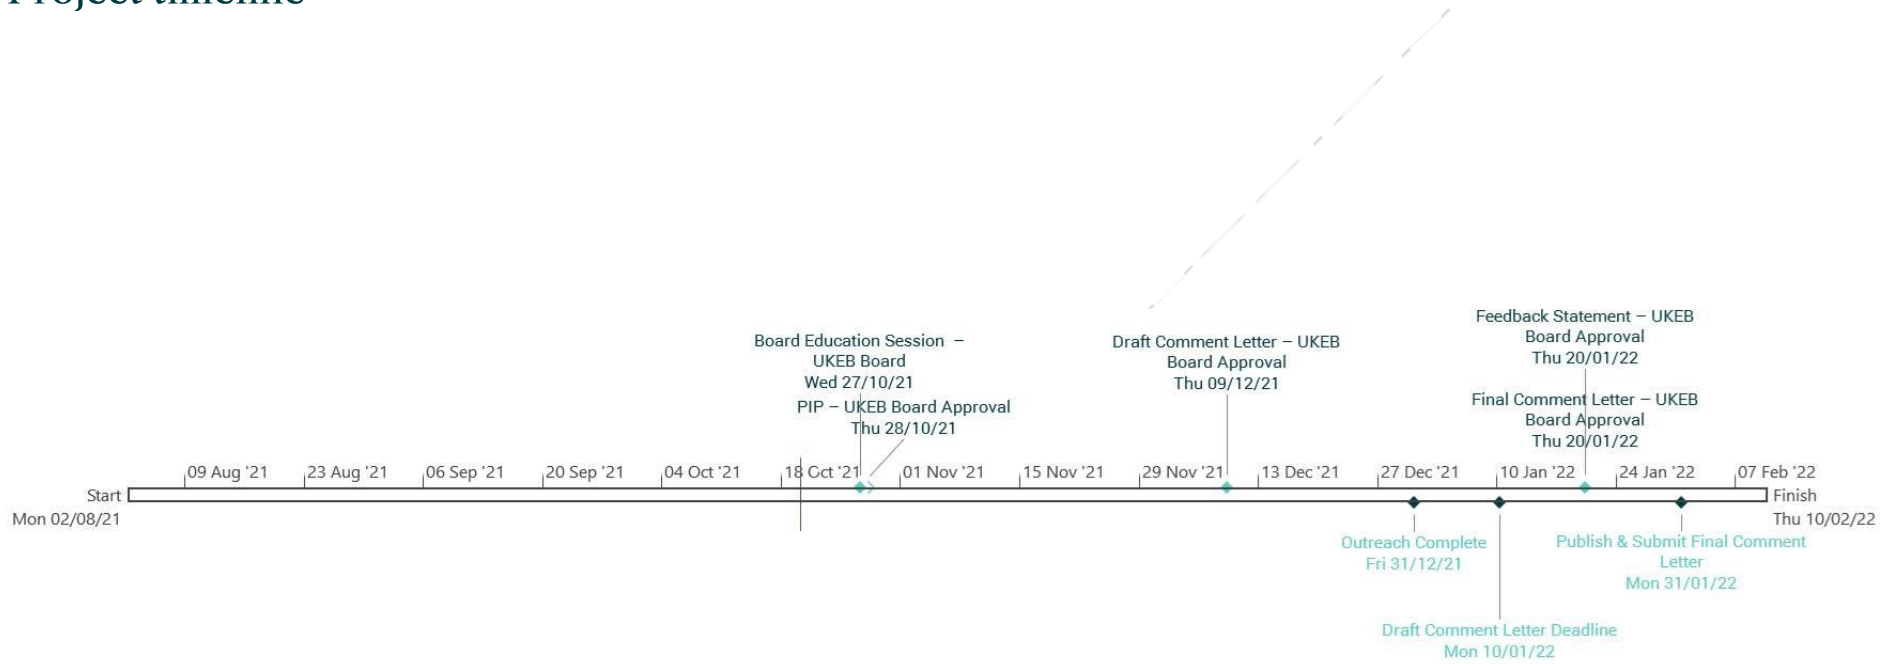 Project timeline
Feedback Statement – UKEB
Board Approval
Thu 20/01/22
Board Education Session –
UKEB Board
Wed 27/10/21
Draft Comment Letter – UKEB
Board Approval
Thu 09/12/21
PIP – UKEB Board Approval
Thu 28/10/21
Final Comment Letter – UKEB
Board Approval
Thu 20/01/22
09 Aug '21
23 Aug '21
06 Sep '21
20 Sep '21
04 Oct '21
18 Oct '21
01 Nov '21
15 Nov '21
29 Nov '21
13 Dec '21
27 Dec '21
10 Jan '22
24 Jan '22
07 Feb '22
Start
Mon 02/08/21
Finish
Thu 10/02/22
Outreach Complete
Fri 31/12/21
Publish & Submit Final Comment
Letter
Mon 31/01/22
Draft Comment Letter Deadline
Mon 10/01/22